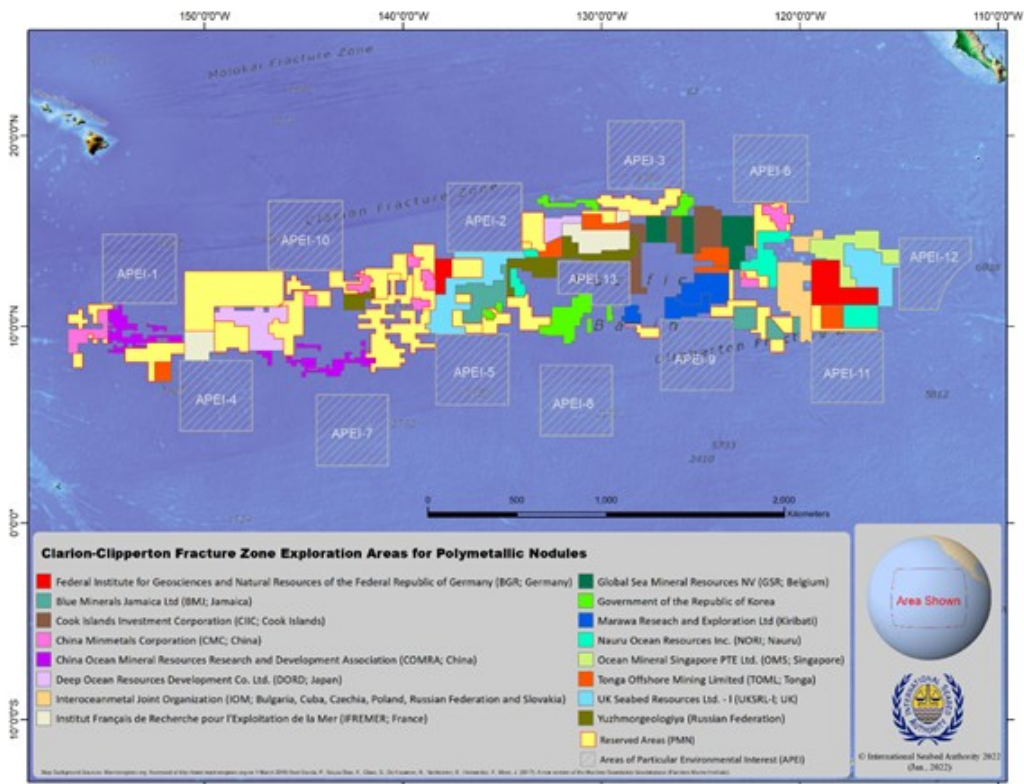 150°0'0"W 140°0'0"W 130°0'0"W 120°0'0"W 110°0'0"W
Molokai Fracture Zone
20°0'0"N
APEI-3
APEI-6
Clarion Fracture Zone
APEI-2
APEI-10
APEI-1
APEI-12
APEI-13
10°0'0"N
Basin
APEI-9
APEI-5
APEI-11
APEI-4
APEI-8
APEI-7
5812
5733
2410
0°0'0"
0 500 1,000 2,000
Kilometers
Clarion-Clipperton Fracture Zone Exploration Areas for Polymetallic Nodules
Federal Institute for Geosciences and Natural Resources of the Federal Republic of Germany (BGR; Germany)
Blue Minerals Jamaica Ltd (BMJ; Jamaica)
Cook Islands Investment Corporation (CIIC; Cook Islands)
China Minmetals Corporation (CMC; China)
China Ocean Mineral Resources Research and Development Association (COMRA; China)
Deep Ocean Resources Development Co. Ltd. (DORD; Japan)
Interoceanmetal Joint Organization (IOM; Bulgaria, Cuba, Czechia, Poland, Russian Federation and Slovakia)
Institut Français de Recherche pour l'Exploitation de la Mer (IFREMER; France)
Global Sea Mineral Resources NV (GSR; Belgium)
Government of the Republic of Korea
Marawa Reseach and Exploration Ltd (Kiribati)
Nauru Ocean Resources Inc. (NORI; Nauru)
Ocean Mineral Singapore PTE Ltd. (OMS; Singapore)
Tonga Offshore Mining Limited (TOML; Tonga)
UK Seabed Resources Ltd. - I (UKSRL-I; UK)
Yuzhmorgeologiya (Russian Federation)
Reserved Areas (PMN)
Areas of Particular Environmental Interest (APEI)
Area Shown
INTERNATIONAL SEABED AUTHORITY
© International Seabed Authority 2022
(Jan., 2022)
10°0'0"S